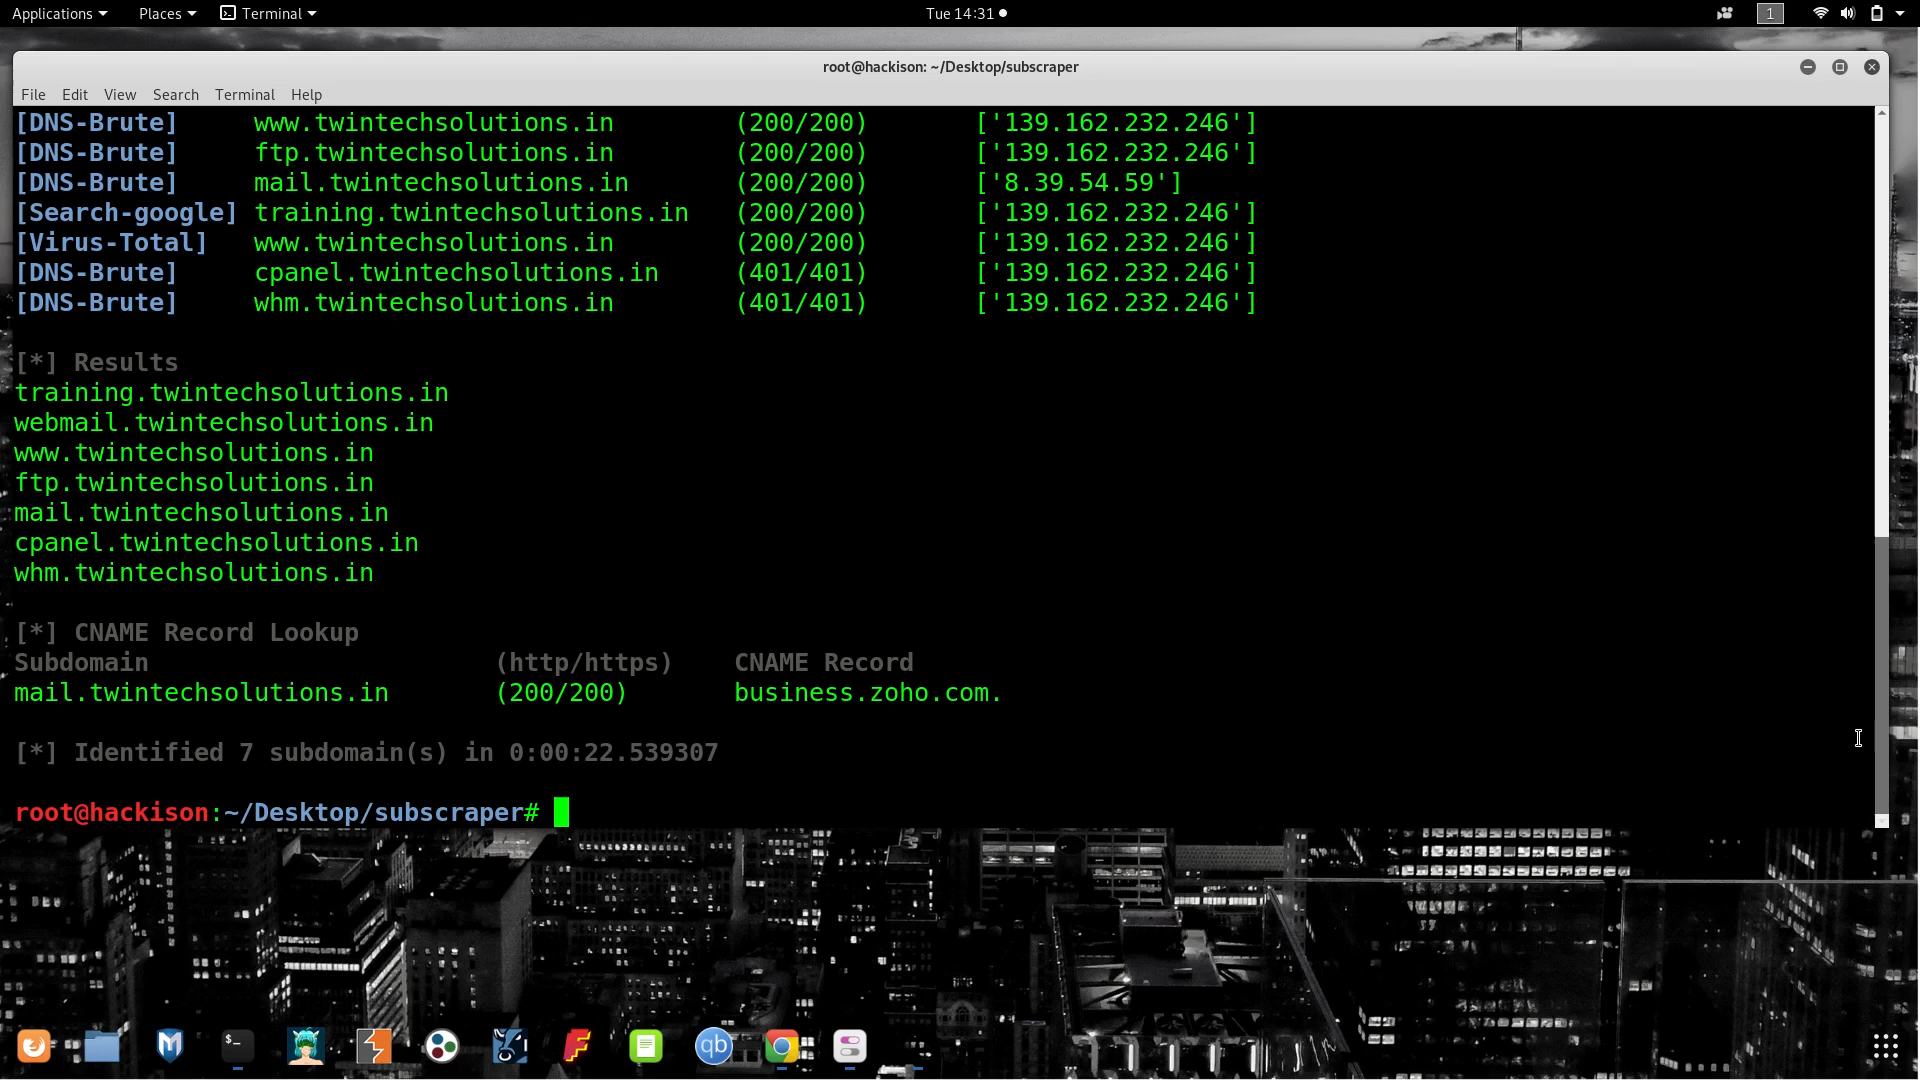 Applications Places Terminal Tue 14:31 1
root@hackison: ~/Desktop/subscraper
File Edit View Search Terminal Help
[DNS-Brute] www.twintechsolutions.in (200/200) ['139.162.232.246']
[DNS-Brute] ftp.twintechsolutions.in (200/200) ['139.162.232.246']
[DNS-Brute] mail.twintechsolutions.in (200/200) ['8.39.54.59']
[Search-google] training.twintechsolutions.in (200/200) ['139.162.232.246']
[Virus-Total] www.twintechsolutions.in (200/200) ['139.162.232.246']
[DNS-Brute] cpanel.twintechsolutions.in (401/401) ['139.162.232.246']
[DNS-Brute] whm.twintechsolutions.in (401/401) ['139.162.232.246']
[*] Results
training.twintechsolutions.in
webmail.twintechsolutions.in
www.twintechsolutions.in
ftp.twintechsolutions.in
mail.twintechsolutions.in
cpanel.twintechsolutions.in
whm.twintechsolutions.in
[*] CNAME Record Lookup
Subdomain (http/https) CNAME Record
mail.twintechsolutions.in (200/200) business.zoho.com.
[*] Identified 7 subdomain(s) in 0:00:22.539307
root@hackison:~/Desktop/subscraper#
$_ qb